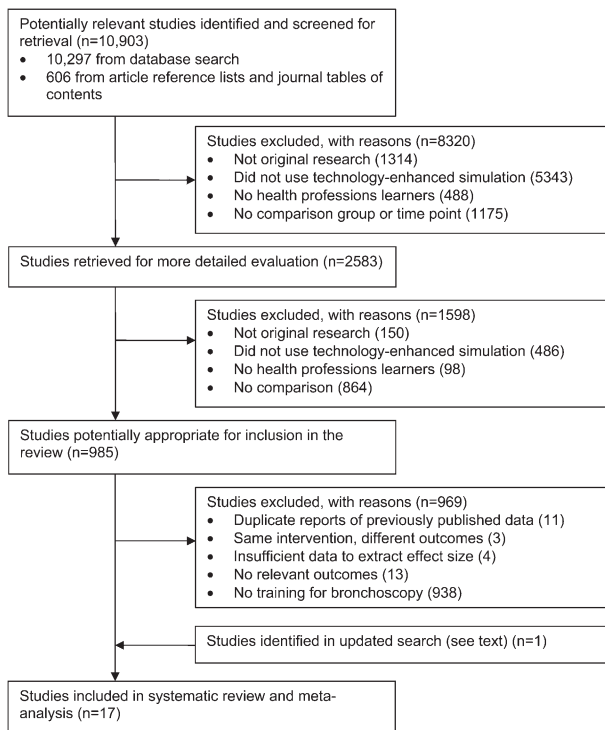 Potentially relevant studies identified and screened for
retrieval (n=10,903)
• 10,297 from database search
• 606 from article reference lists and journal tables of
contents
Studies excluded, with reasons (n=8320)
• Not original research (1314)
• Did not use technology-enhanced simulation (5343)
• No health professions learners (488)
• No comparison group or time point (1175)
Studies retrieved for more detailed evaluation (n=2583)
Studies excluded, with reasons (n=1598)
• Not original research (150)
• Did not use technology-enhanced simulation (486)
• No health professions learners (98)
• No comparison (864)
Studies potentially appropriate for inclusion in the
review (n=985)
Studies excluded, with reasons (n=969)
• Duplicate reports of previously published data (11)
• Same intervention, different outcomes (3)
• Insufficient data to extract effect size (4)
• No relevant outcomes (13)
• No training for bronchoscopy (938)
Studies identified in updated search (see text) (n=1)
Studies included in systematic review and meta-
analysis (n=17)